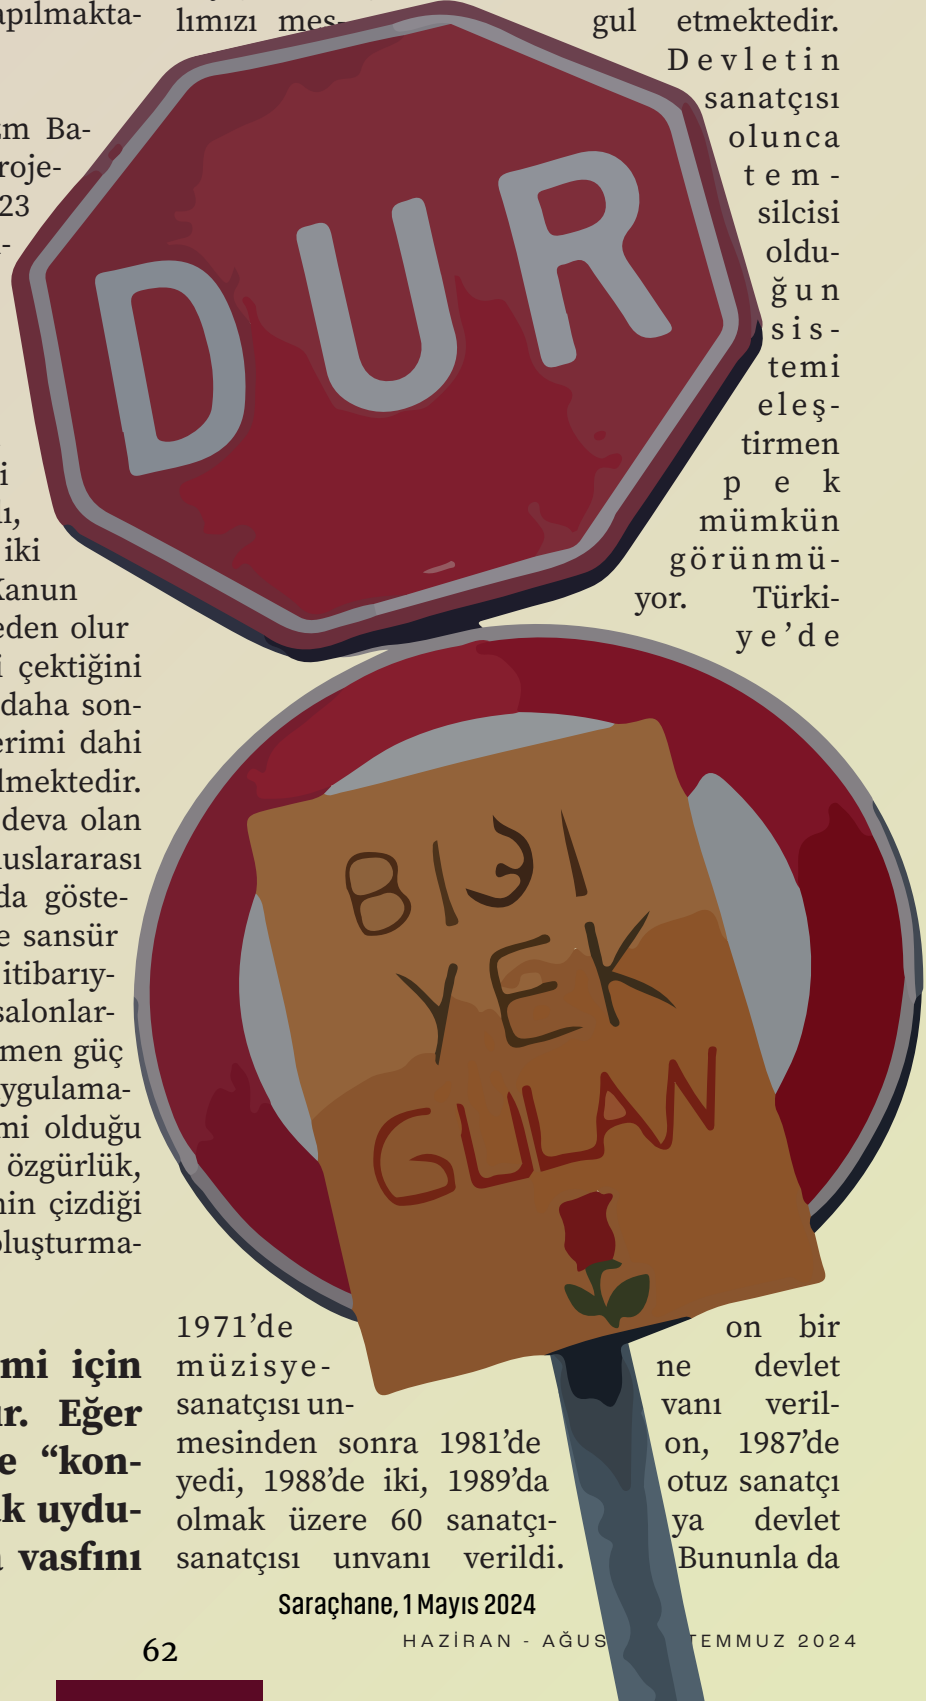 apılmakta-
Ba-
roje-
23
iki
Kanun
eden olur
i çektiğini
daha son-
erimi dahi
lmektedir.
deva olan
luslararası
da göste-
e sansür
itibarıy-
salonlar-
men güç
ygulama-
mi olduğu
özgürlük,
nin çizdiği
oluşturma-
mi için
ır. Eğer
e “kon-
k uydu-
vasfını
lımızı mes- gul etmektedir.
Devletin
sanatçısı
olunca
tem-
silcisi
oldu-
ğun
sis-
temi
eleş-
tirmen
pek
mümkün
görünmü-
yor. Türki-
ye’de
DUR
BIJI
YEK
GULAN
1971’de on bir
müzisye- ne devlet
sanatçısı un- vanı veril-
mesinden sonra 1981’de on, 1987’de
yedi, 1988’de iki, 1989’da otuz sanatçı
olmak üzere 60 sanatçı- ya devlet
sanatçısı unvanı verildi. Bununla da
Saraçhane, 1 Mayıs 2024
62
HAZİRAN - AĞUS TEMMUZ 2024